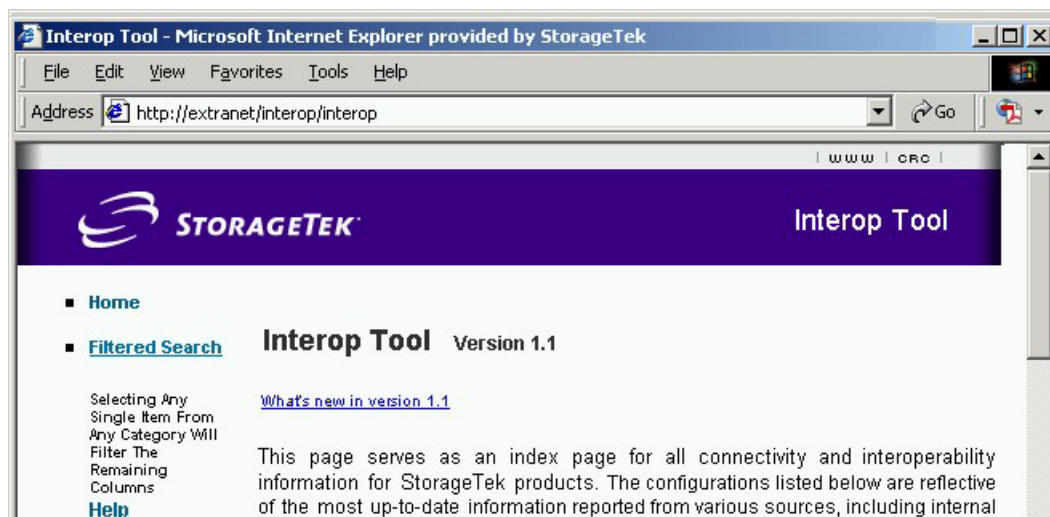 Interop Tool - Microsoft Internet Explorer provided by StorageTek
File Edit View Favorites Tools Help
Address http://extranet/interop/interop Go
| www | CRC |
STORAGETEK
Interop Tool
Home
Filtered Search
Selecting Any
Single Item From
Any Category Will
Filter The
Remaining
Columns
Help
Interop Tool Version 1.1
What's new in version 1.1
This page serves as an index page for all connectivity and interoperability
information for StorageTek products. The configurations listed below are reflective
of the most up-to-date information reported from various sources, including internal